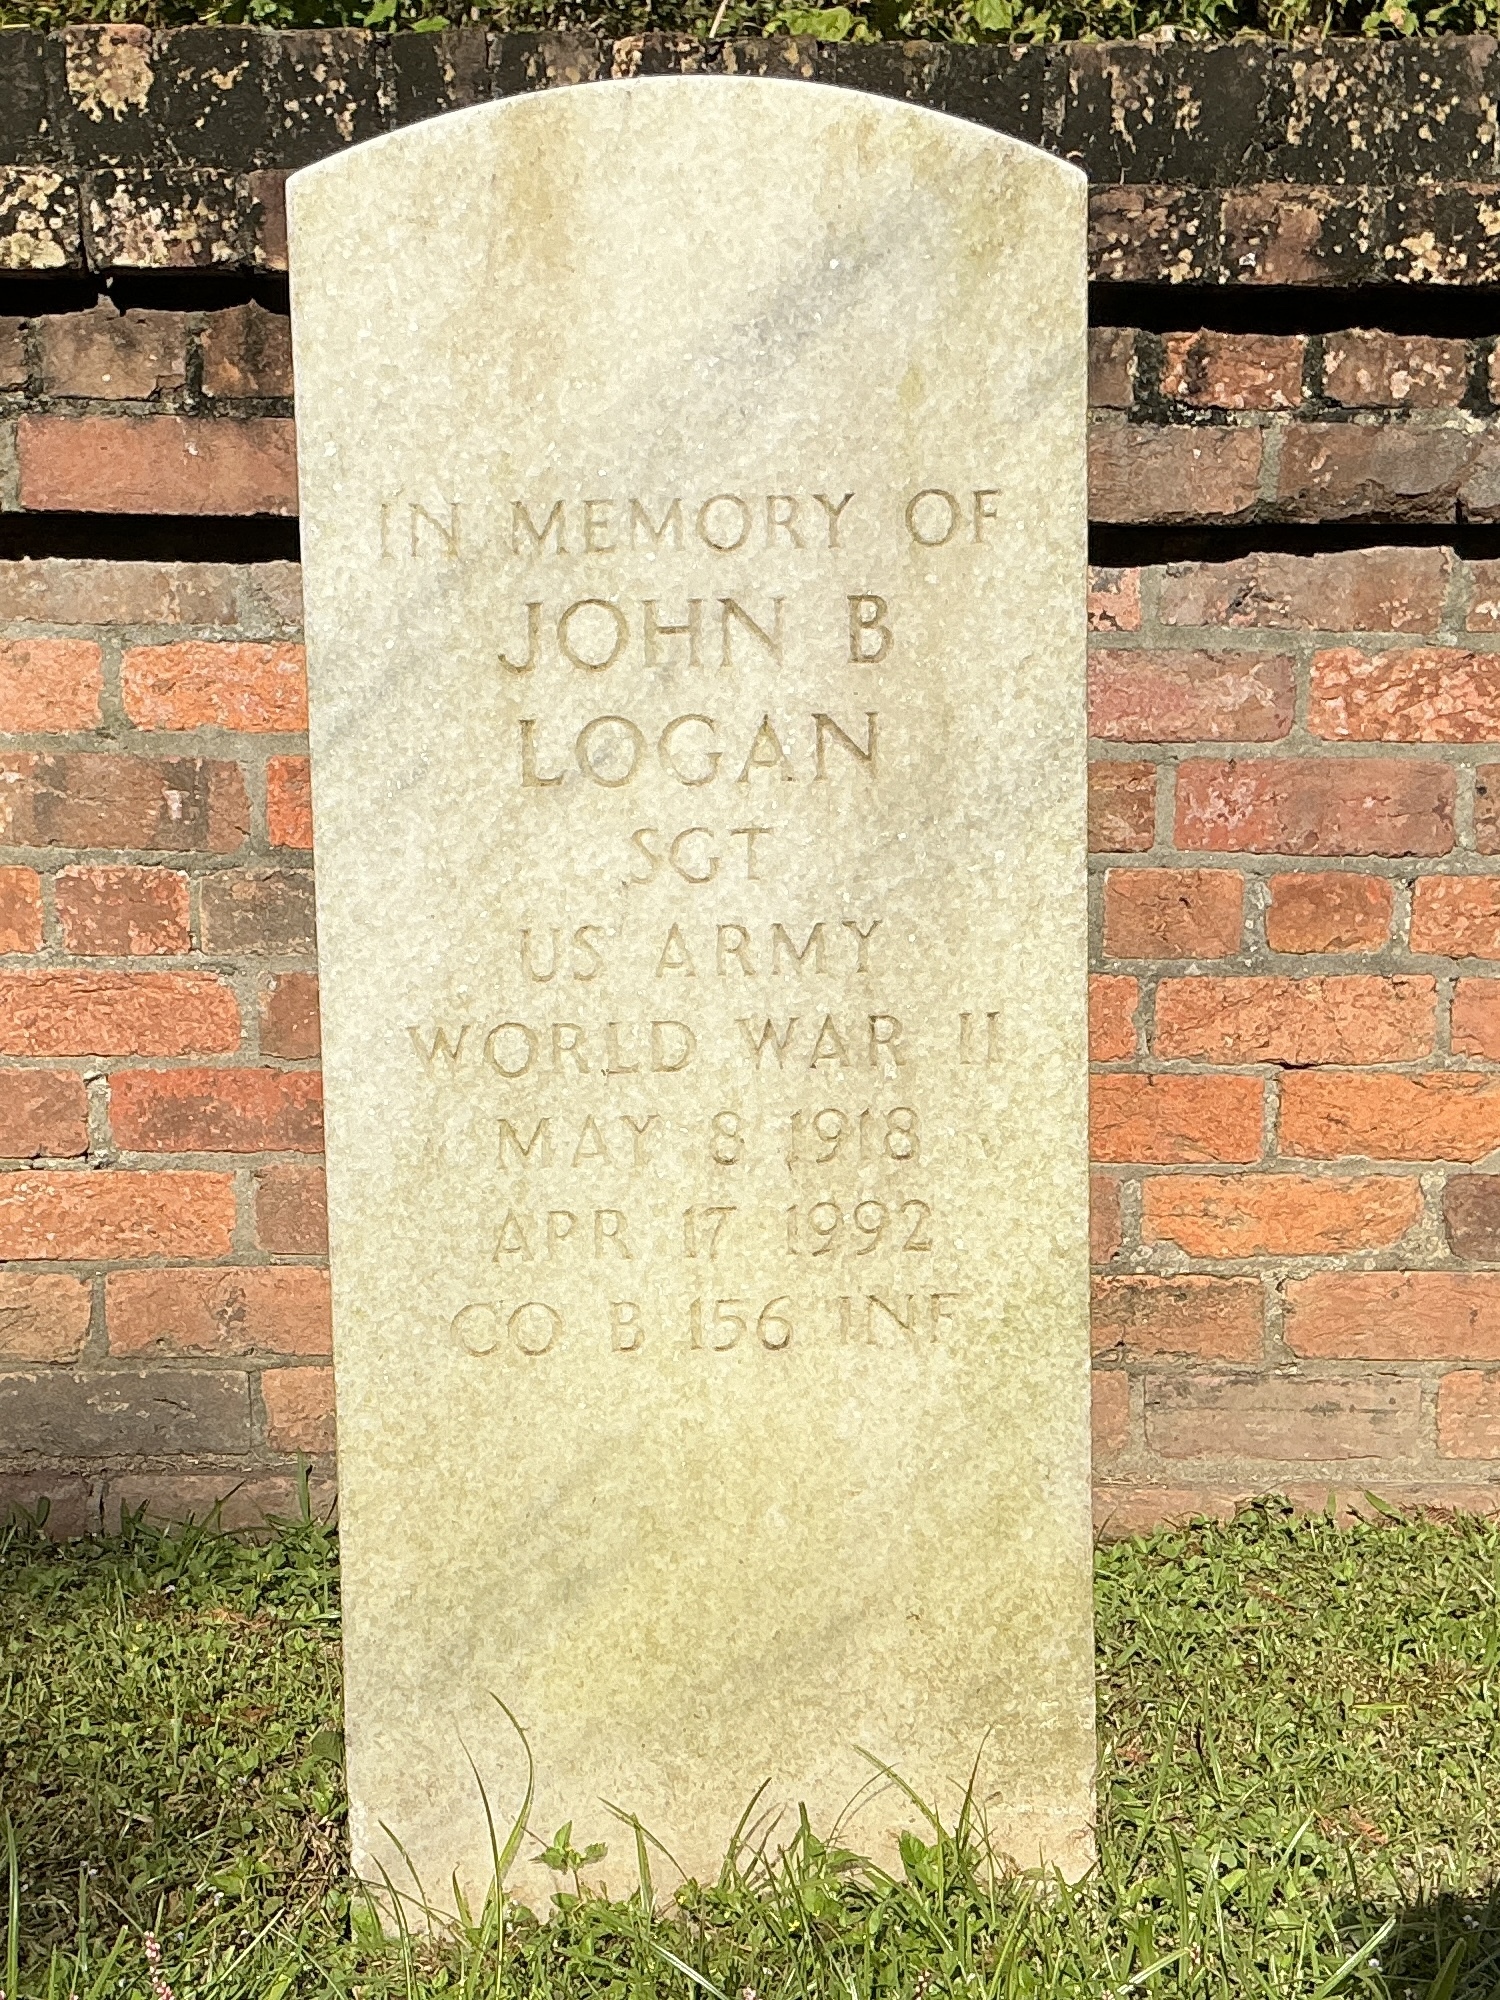 IN MEMORY OF
JOHN B
LOGAN
SGT
US ARMY
WORLD WAR II
MAY 8 1918
APR 17 1992
CO B 156 INF